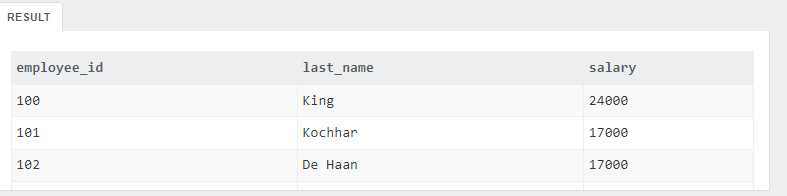 RESULT
employee_id last_name salary
100 King 24000
101 Kochhar 17000
102 De Haan 17000